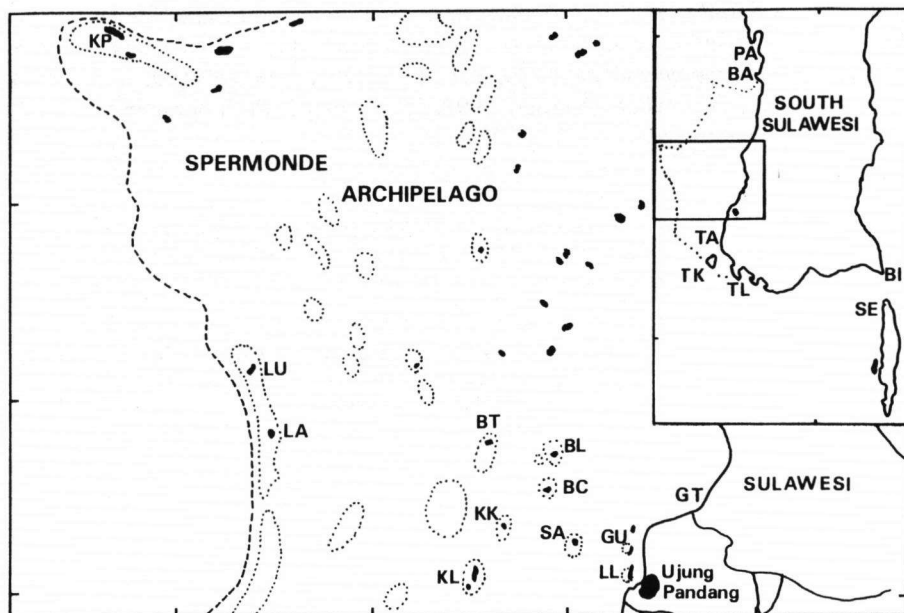 KP
SPERMONDE
ARCHIPELAGO
LU
LA
BT
BL
BC
KK
SA
GU
KL
LL
GT
SULAWESI
Ujung
Pandang
PA
BA
SOUTH
SULAWESI
TA
TK
TL
BI
SE